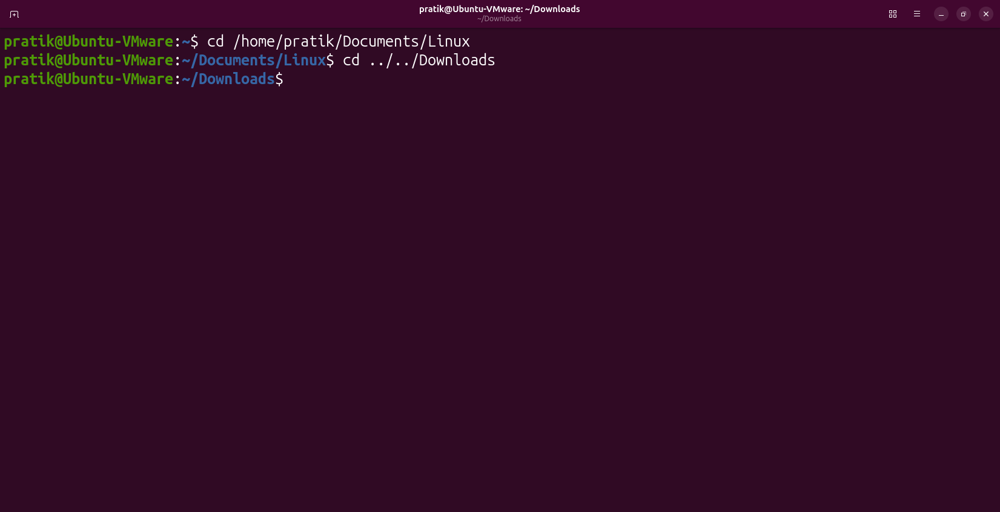 pratik@Ubuntu-VMware: ~/Downloads
~/Downloads
pratik@Ubuntu-VMware:~$ cd /home/pratik/Documents/Linux
pratik@Ubuntu-VMware:~/Documents/Linux$ cd ../../Downloads
pratik@Ubuntu-VMware:~/Downloads$